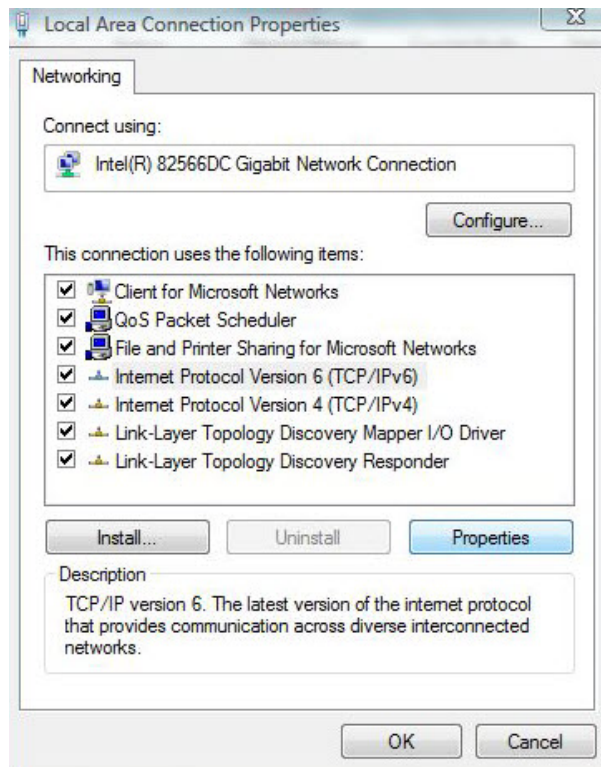 Local Area Connection Properties
Networking
Connect using:
Intel(R) 82566DC Gigabit Network Connection
Configure...
This connection uses the following items:
Client for Microsoft Networks
QoS Packet Scheduler
File and Printer Sharing for Microsoft Networks
Internet Protocol Version 6 (TCP/IPv6)
Internet Protocol Version 4 (TCP/IPv4)
Link-Layer Topology Discovery Mapper I/O Driver
Link-Layer Topology Discovery Responder
Install...
Uninstall
Properties
Description
TCP/IP version 6. The latest version of the internet protocol
that provides communication across diverse interconnected
networks.
OK
Cancel